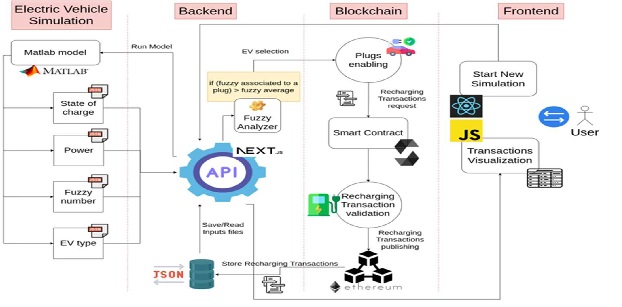 Electric Vehicle
Simulation
Backend
Blockchain
Frontend
Matlab model
MATLAB
Run Model
State of
charge
Power
Fuzzy
number
EV type
EV selection
if (fuzzy associated to a
plug) > fuzzy average
Fuzzy
Analyzer
NEXT.JS
API
Save/Read
Inputs files
JSON
Store Recharging Transactions
Plugs
enabling
Recharging
Transactions
request
Smart Contract
Recharging
Transaction
validation
Recharging
Transactions
publishing
ethereum
Start New
Simulation
JS
Transactions
Visualization
User